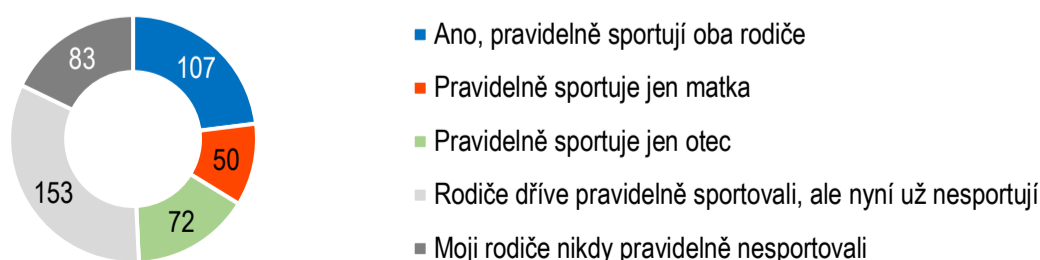 83
107
50
153
72
Ano, pravidelně sportují oba rodiče
Pravidelně sportuje jen matka
Pravidelně sportuje jen otec
Rodiče dříve pravidelně sportovali, ale nyní už nesportují
Moji rodiče nikdy pravidelně nesportovali